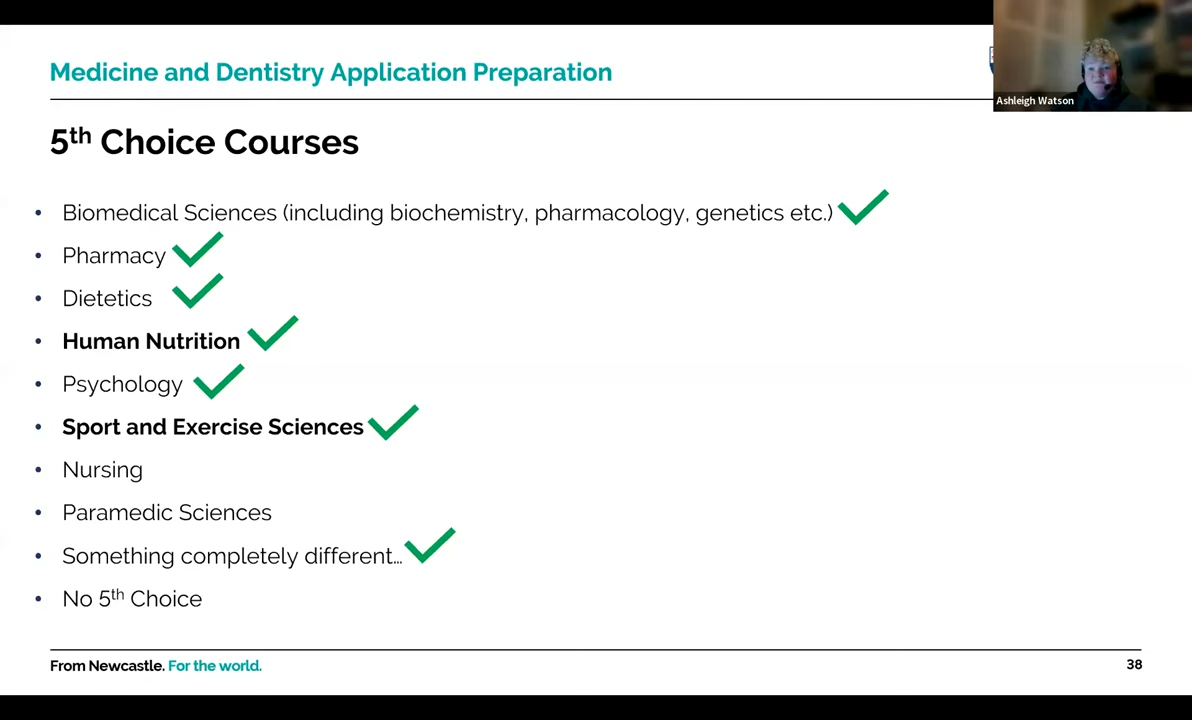 Medicine and Dentistry Application Preparation
Ashleigh Watson
5th Choice Courses
• Biomedical Sciences (including biochemistry, pharmacology, genetics etc.)
• Pharmacy
• Dietetics
• Human Nutrition
• Psychology
• Sport and Exercise Sciences
• Nursing
• Paramedic Sciences
• Something completely different...
• No 5th Choice
From Newcastle. For the world.
38